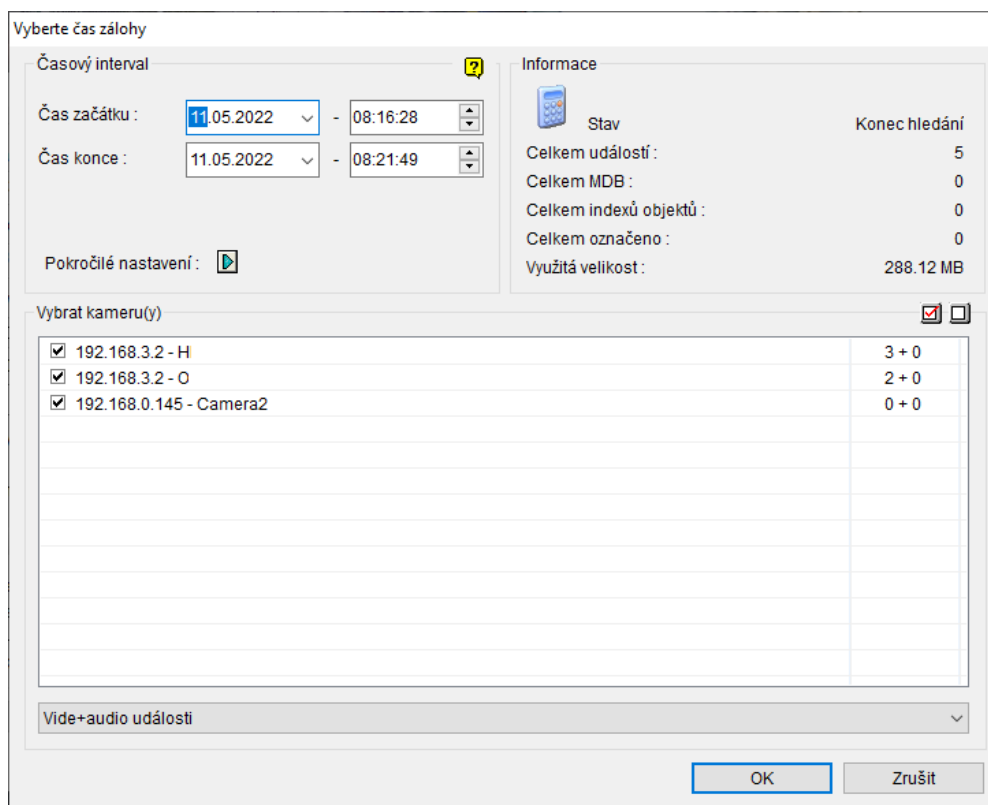 Vyberte čas zálohy
Časový interval
Čas začátku : 11.05.2022 - 08:16:28
Čas konce : 11.05.2022 - 08:21:49
Pokročilé nastavení :
Informace
Stav Konec hledání
Celkem událostí : 5
Celkem MDB : 0
Celkem indexů objektů : 0
Celkem označeno : 0
Využitá velikost : 288.12 MB
Vybrat kameru(y)
192.168.3.2 - H 3 + 0
192.168.3.2 - O 2 + 0
192.168.0.145 - Camera2 0 + 0
Vide+audio události
OK Zrušit